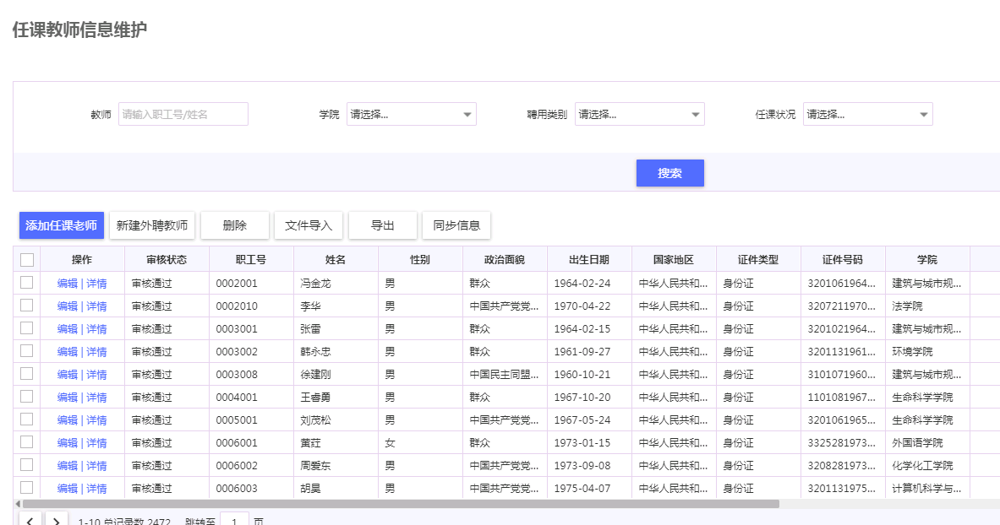 任课教师信息维护
教师 请输入职工号/姓名 学院 请选择... 聘用类别 请选择... 任课状况 请选择...
搜索
添加任课老师 新建外聘教师 删除 文件导入 导出 同步信息
操作 审核状态 职工号 姓名 性别 政治面貌 出生日期 国家地区 证件类型 证件号码 学院
编辑 | 详情 审核通过 0002001 冯金龙 男 群众 1964-02-24 中华人民共和... 身份证 3201061964... 建筑与城市规...
编辑 | 详情 审核通过 0002010 李华 男 中国共产党党... 1970-04-22 中华人民共和... 身份证 3207211970... 法学院
编辑 | 详情 审核通过 0003001 张雷 男 群众 1964-02-15 中华人民共和... 身份证 3201021964... 建筑与城市规...
编辑 | 详情 审核通过 0003002 韩永忠 男 群众 1961-09-27 中华人民共和... 身份证 3201131961... 环境学院
编辑 | 详情 审核通过 0003008 徐建刚 男 中国民主同盟... 1960-10-21 中华人民共和... 身份证 3101071960... 建筑与城市规...
编辑 | 详情 审核通过 0004001 王睿勇 男 群众 1967-10-20 中华人民共和... 身份证 1101081967... 生命科学学院
编辑 | 详情 审核通过 0005001 刘茂松 男 中国共产党党... 1967-05-24 中华人民共和... 身份证 3201061965... 生命科学学院
编辑 | 详情 审核通过 0006001 黄荭 女 群众 1973-01-15 中华人民共和... 身份证 3325281973... 外国语学院
编辑 | 详情 审核通过 0006002 周爱东 男 中国共产党党... 1973-09-08 中华人民共和... 身份证 3208281973... 化学化工学院
编辑 | 详情 审核通过 0006003 胡昊 男 中国共产党党... 1975-04-07 中华人民共和... 身份证 3201131975... 计算机科学与...
1-10 总记录数 2472 跳转至 1 页